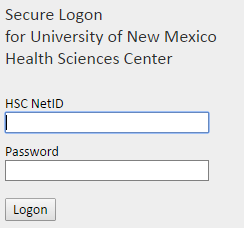 Secure Logon
for University of New Mexico
Health Sciences Center
HSC NetID
Password
Logon